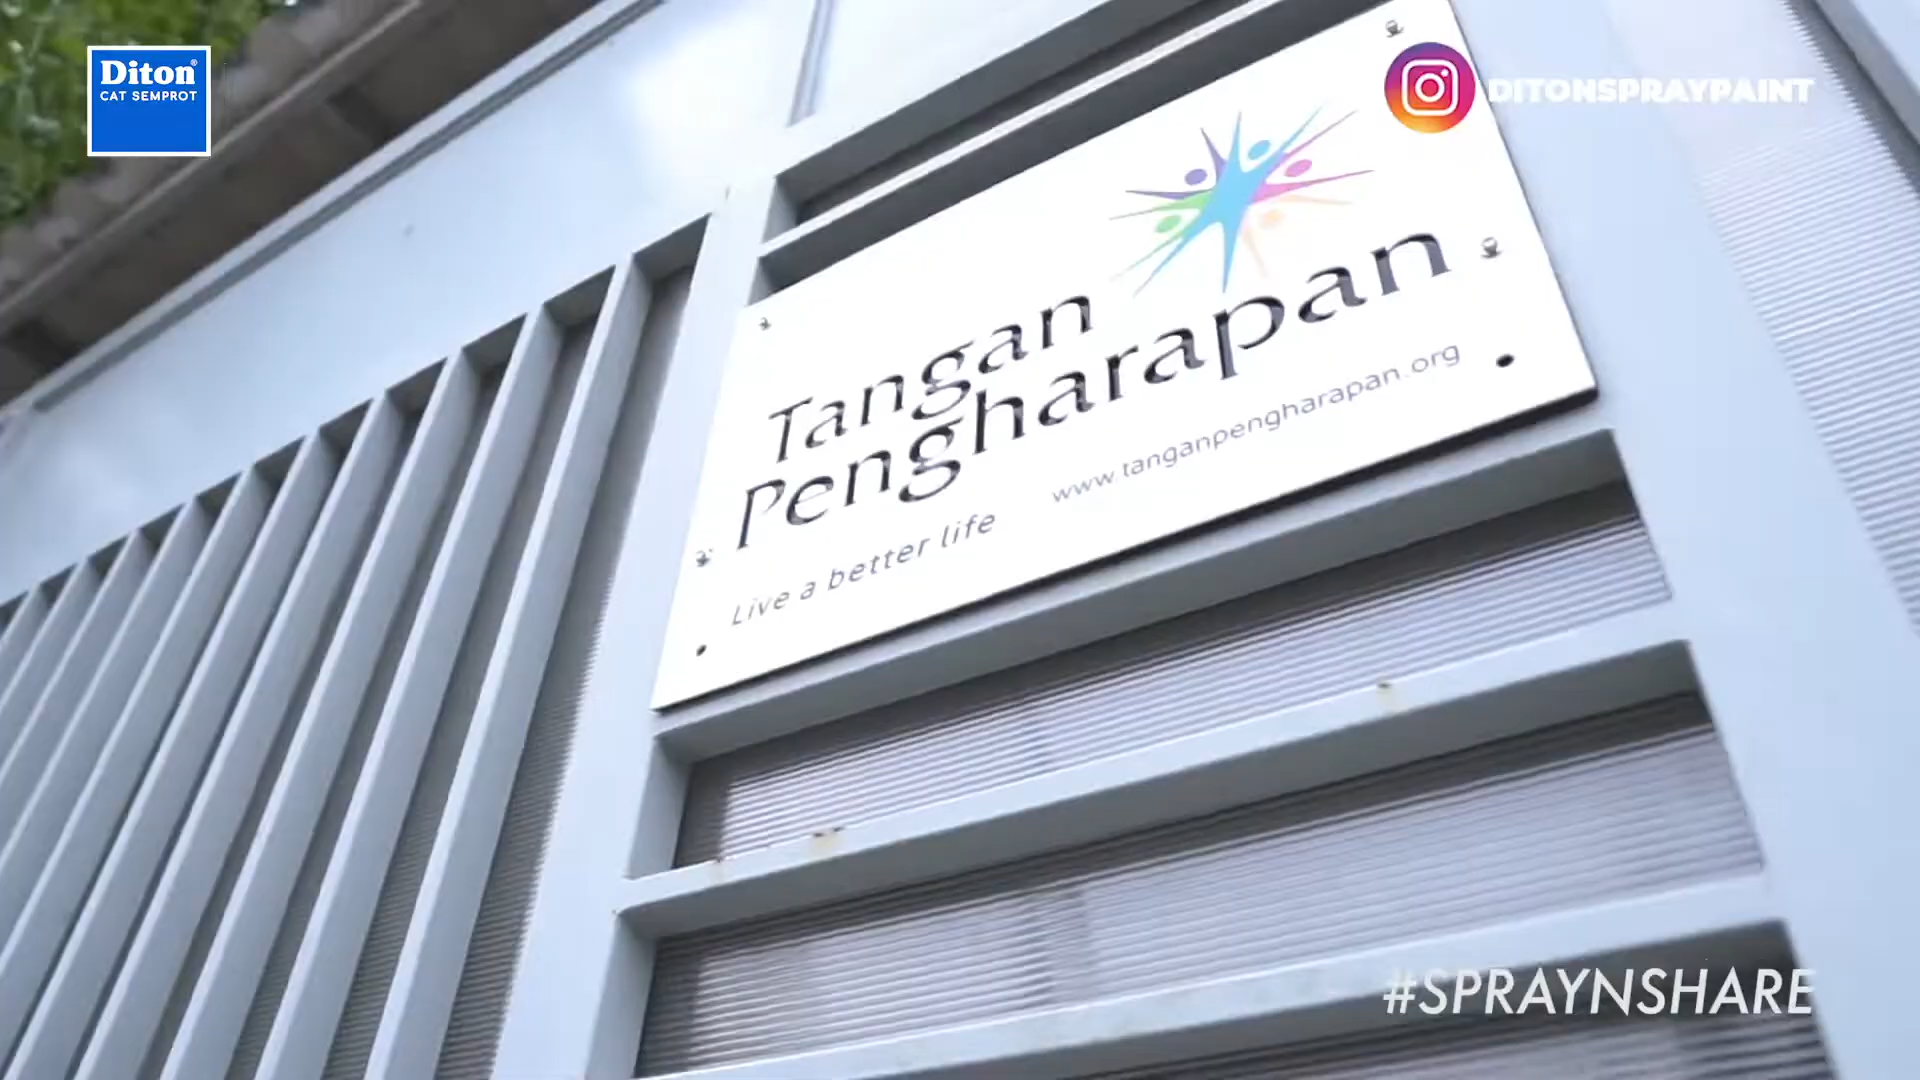 Diton®
CAT SEMPROT
DITONSPRAYPAINT
Tangan
Pengharapan
Live a better life
www.tanganpengharapan.org
#SPRAYNSHARE